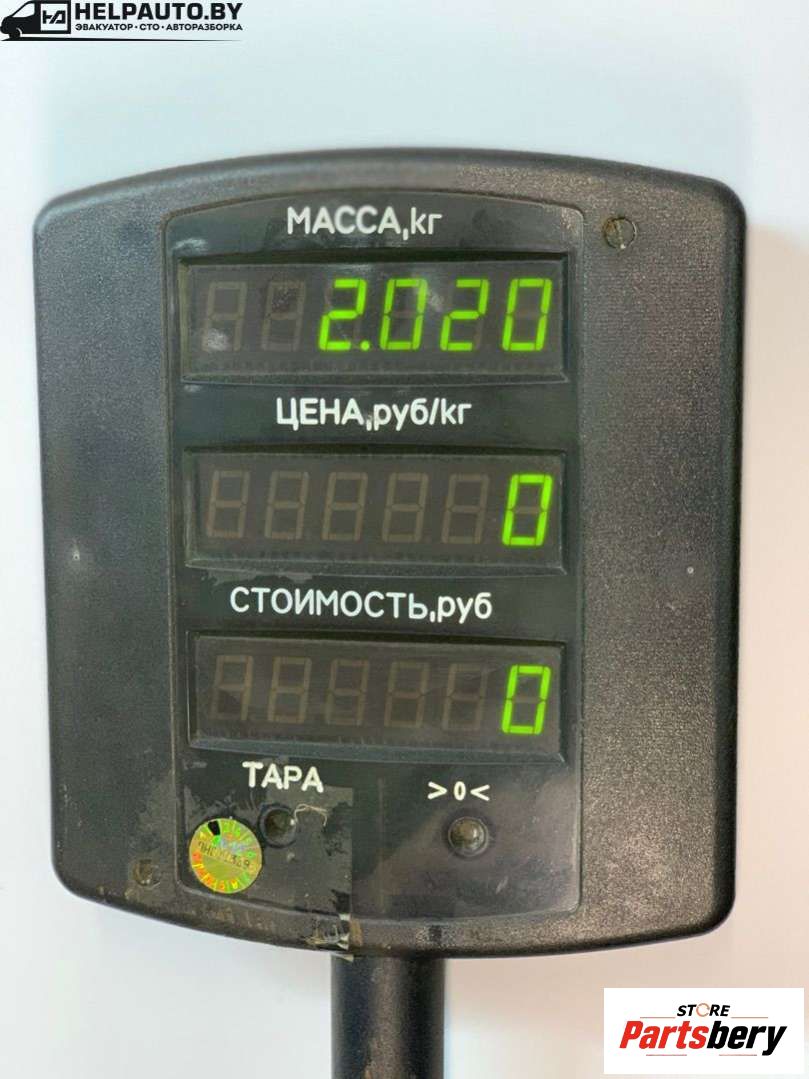 HELPAUTO.BY
ЭВАКУАТОР • СТО • АВТОРАЗБОРКА
МАССА,кг
2.020
ЦЕНА,руб/кг
0
СТОИМОСТЬ,руб
0
ТАРА >0<
STORE
Partsbery